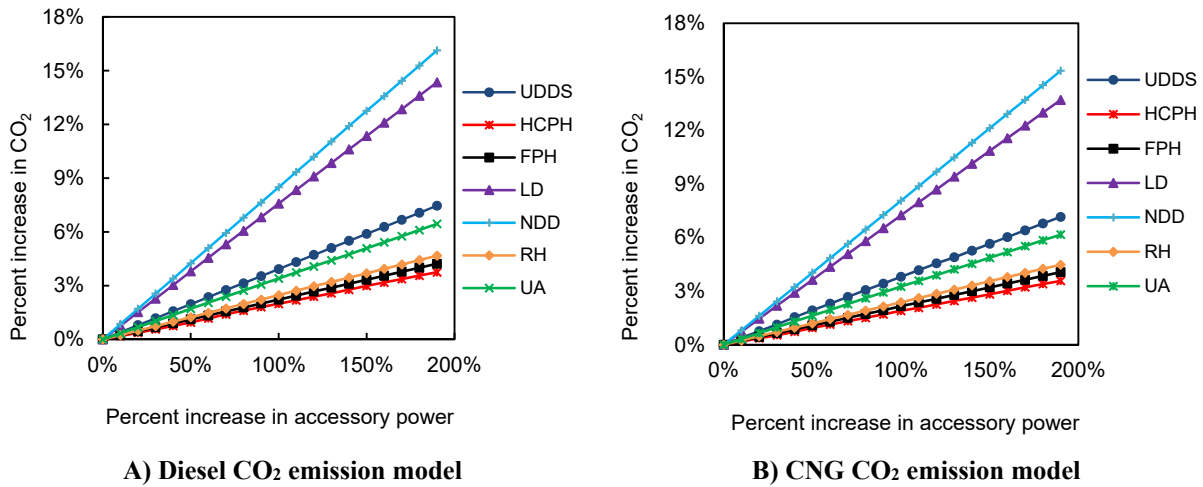 18%
15%
12%
9%
6%
3%
0%
Percent increase in CO₂
0% 50% 100% 150% 200%
Percent increase in accessory power
UDDS
HCPH
FPH
LD
NDD
RH
UA
A) Diesel CO₂ emission model
18%
15%
12%
9%
6%
3%
0%
Percent increase in CO₂
0% 50% 100% 150% 200%
Percent increase in accessory power
UDDS
HCPH
FPH
LD
NDD
RH
UA
B) CNG CO₂ emission model